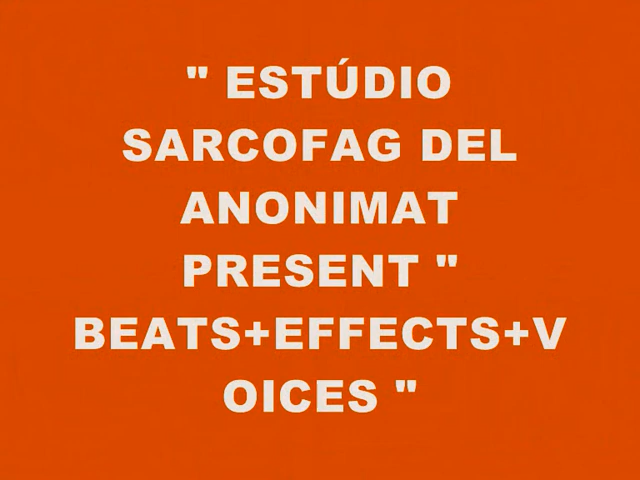 " ESTÚDIO
SARCOFAG DEL
ANONIMAT
PRESENT "
BEATS+EFFECTS+V
OICES "